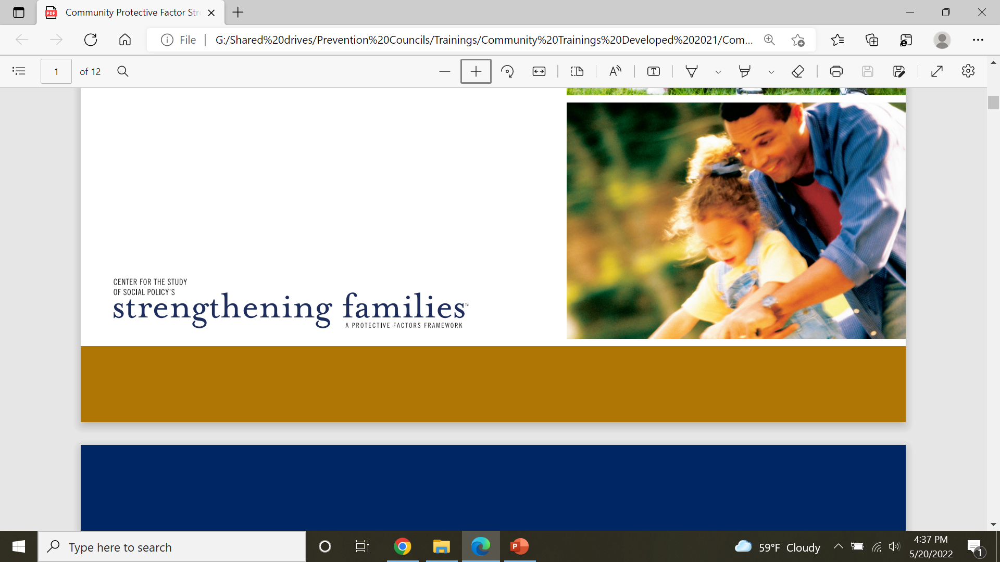 Community Protective Factor Str
File
G:/Shared%20drives/Prevention%20Councils/Trainings/Community%20Trainings%20Developed%202021/Com...
1 of 12
CENTER FOR THE STUDY
OF SOCIAL POLICY'S
strengthening families™
A PROTECTIVE FACTORS FRAMEWORK
Type here to search
59°F Cloudy
4:37 PM
5/20/2022
1